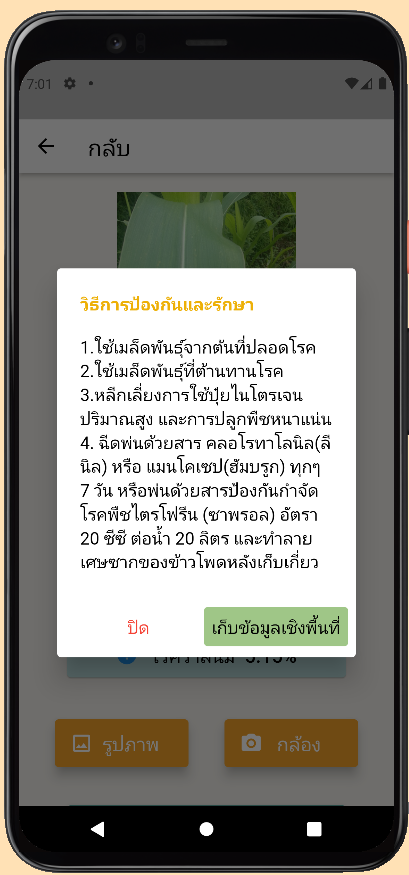 7:01
กลับ
วิธีการป้องกันและรักษา
1.ใช้เมล็ดพันธุ์จากต้นที่ปลอดโรค
2.ใช้เมล็ดพันธุ์ที่ต้านทานโรค
3.หลีกเลี่ยงการใช้ปุ๋ยไนโตรเจน
ปริมาณสูง และการปลูกพืชหนาแน่น
4. ฉีดพ่นด้วยสาร คลอโรทาโลนิล(ลี
นิล) หรือ แมนโคเซป(ฮัมบรูก) ทุกๆ
7 วัน หรือพ่นด้วยสารป้องกันกำจัด
โรคพืชไตรโฟรีน (ซาพรอล) อัตรา
20 ซีซี ต่อน้ำ 20 ลิตร และทำลาย
เศษซากของข้าวโพดหลังเก็บเกี่ยว
ปิด
เก็บข้อมูลเชิงพื้นที่
รูปภาพ
กล้อง